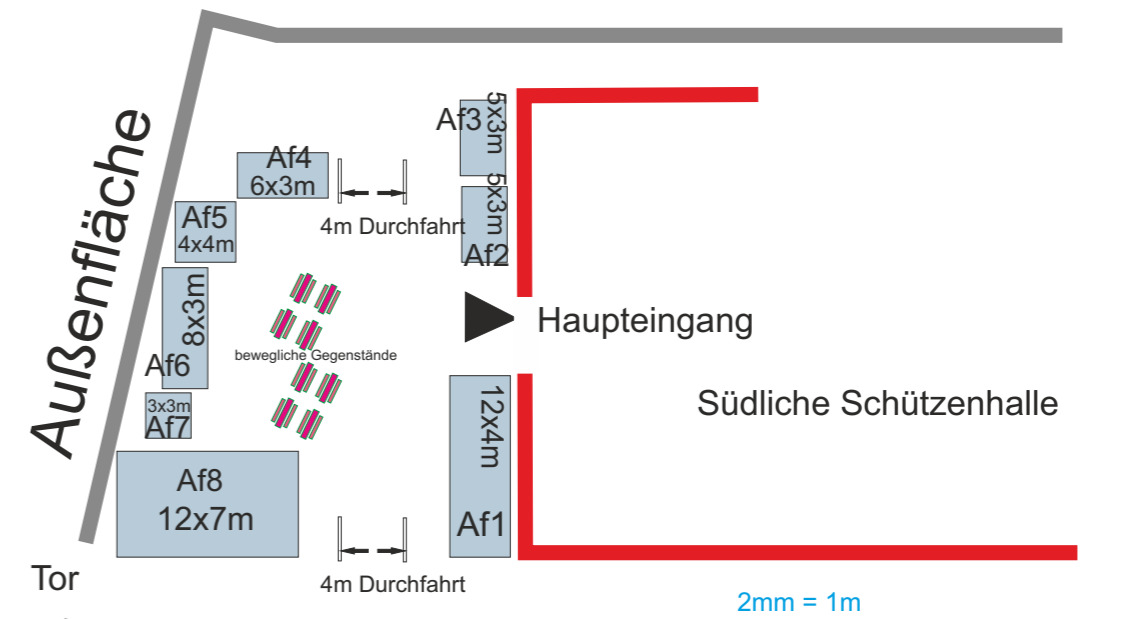 Außenfläche
Af3
5x3m
Af4
6x3m
4m Durchfahrt
5x3m
Af2
Af5
4x4m
8x3m
Af6
bewegliche Gegenstände
Haupteingang
3x3m
Af7
12x4m
Af1
Südliche Schützenhalle
Af8
12x7m
4m Durchfahrt
Tor
2mm = 1m